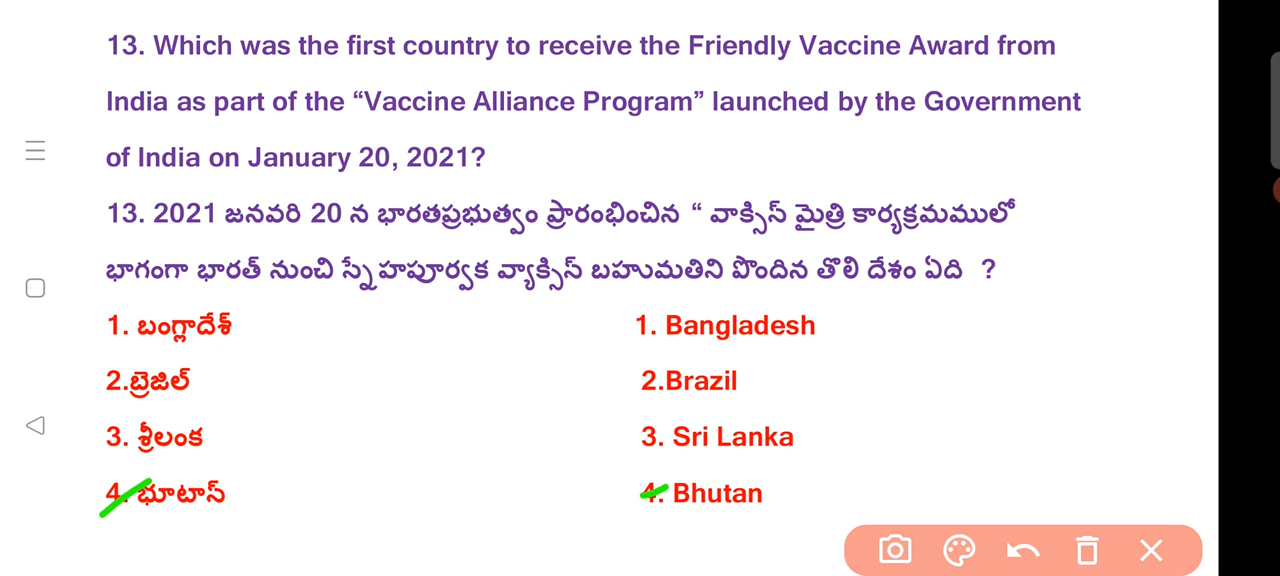 13. Which was the first country to receive the Friendly Vaccine Award from
India as part of the “Vaccine Alliance Program” launched by the Government
of India on January 20, 2021?
13. 2021 జనవరి 20 న భారతప్రభుత్వం ప్రారంభించిన “ వాక్సిన్ మైత్రి కార్యక్రమములో
భాగంగా భారత్ నుంచి స్నేహపూర్వక వ్యాక్సిన్ బహుమతిని పొందిన తొలి దేశం ఏది ?
1. బంగ్లాదేశ్ 1. Bangladesh
2.బ్రెజిల్ 2.Brazil
3. శ్రీలంక 3. Sri Lanka
4. భూటాన్ 4. Bhutan